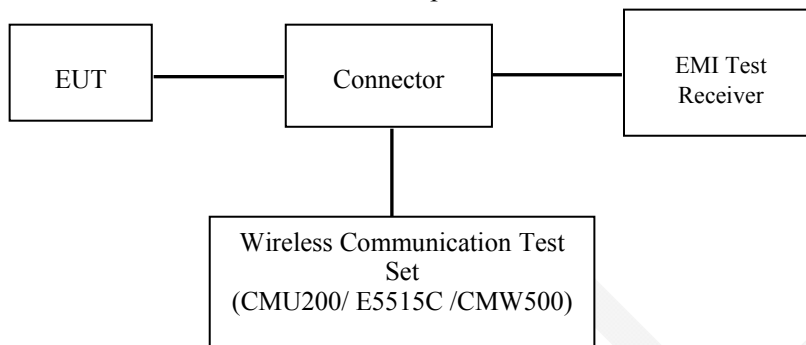 EUT
Connector
EMI Test
Receiver
Wireless Communication Test
Set
(CMU200/ E5515C /CMW500)